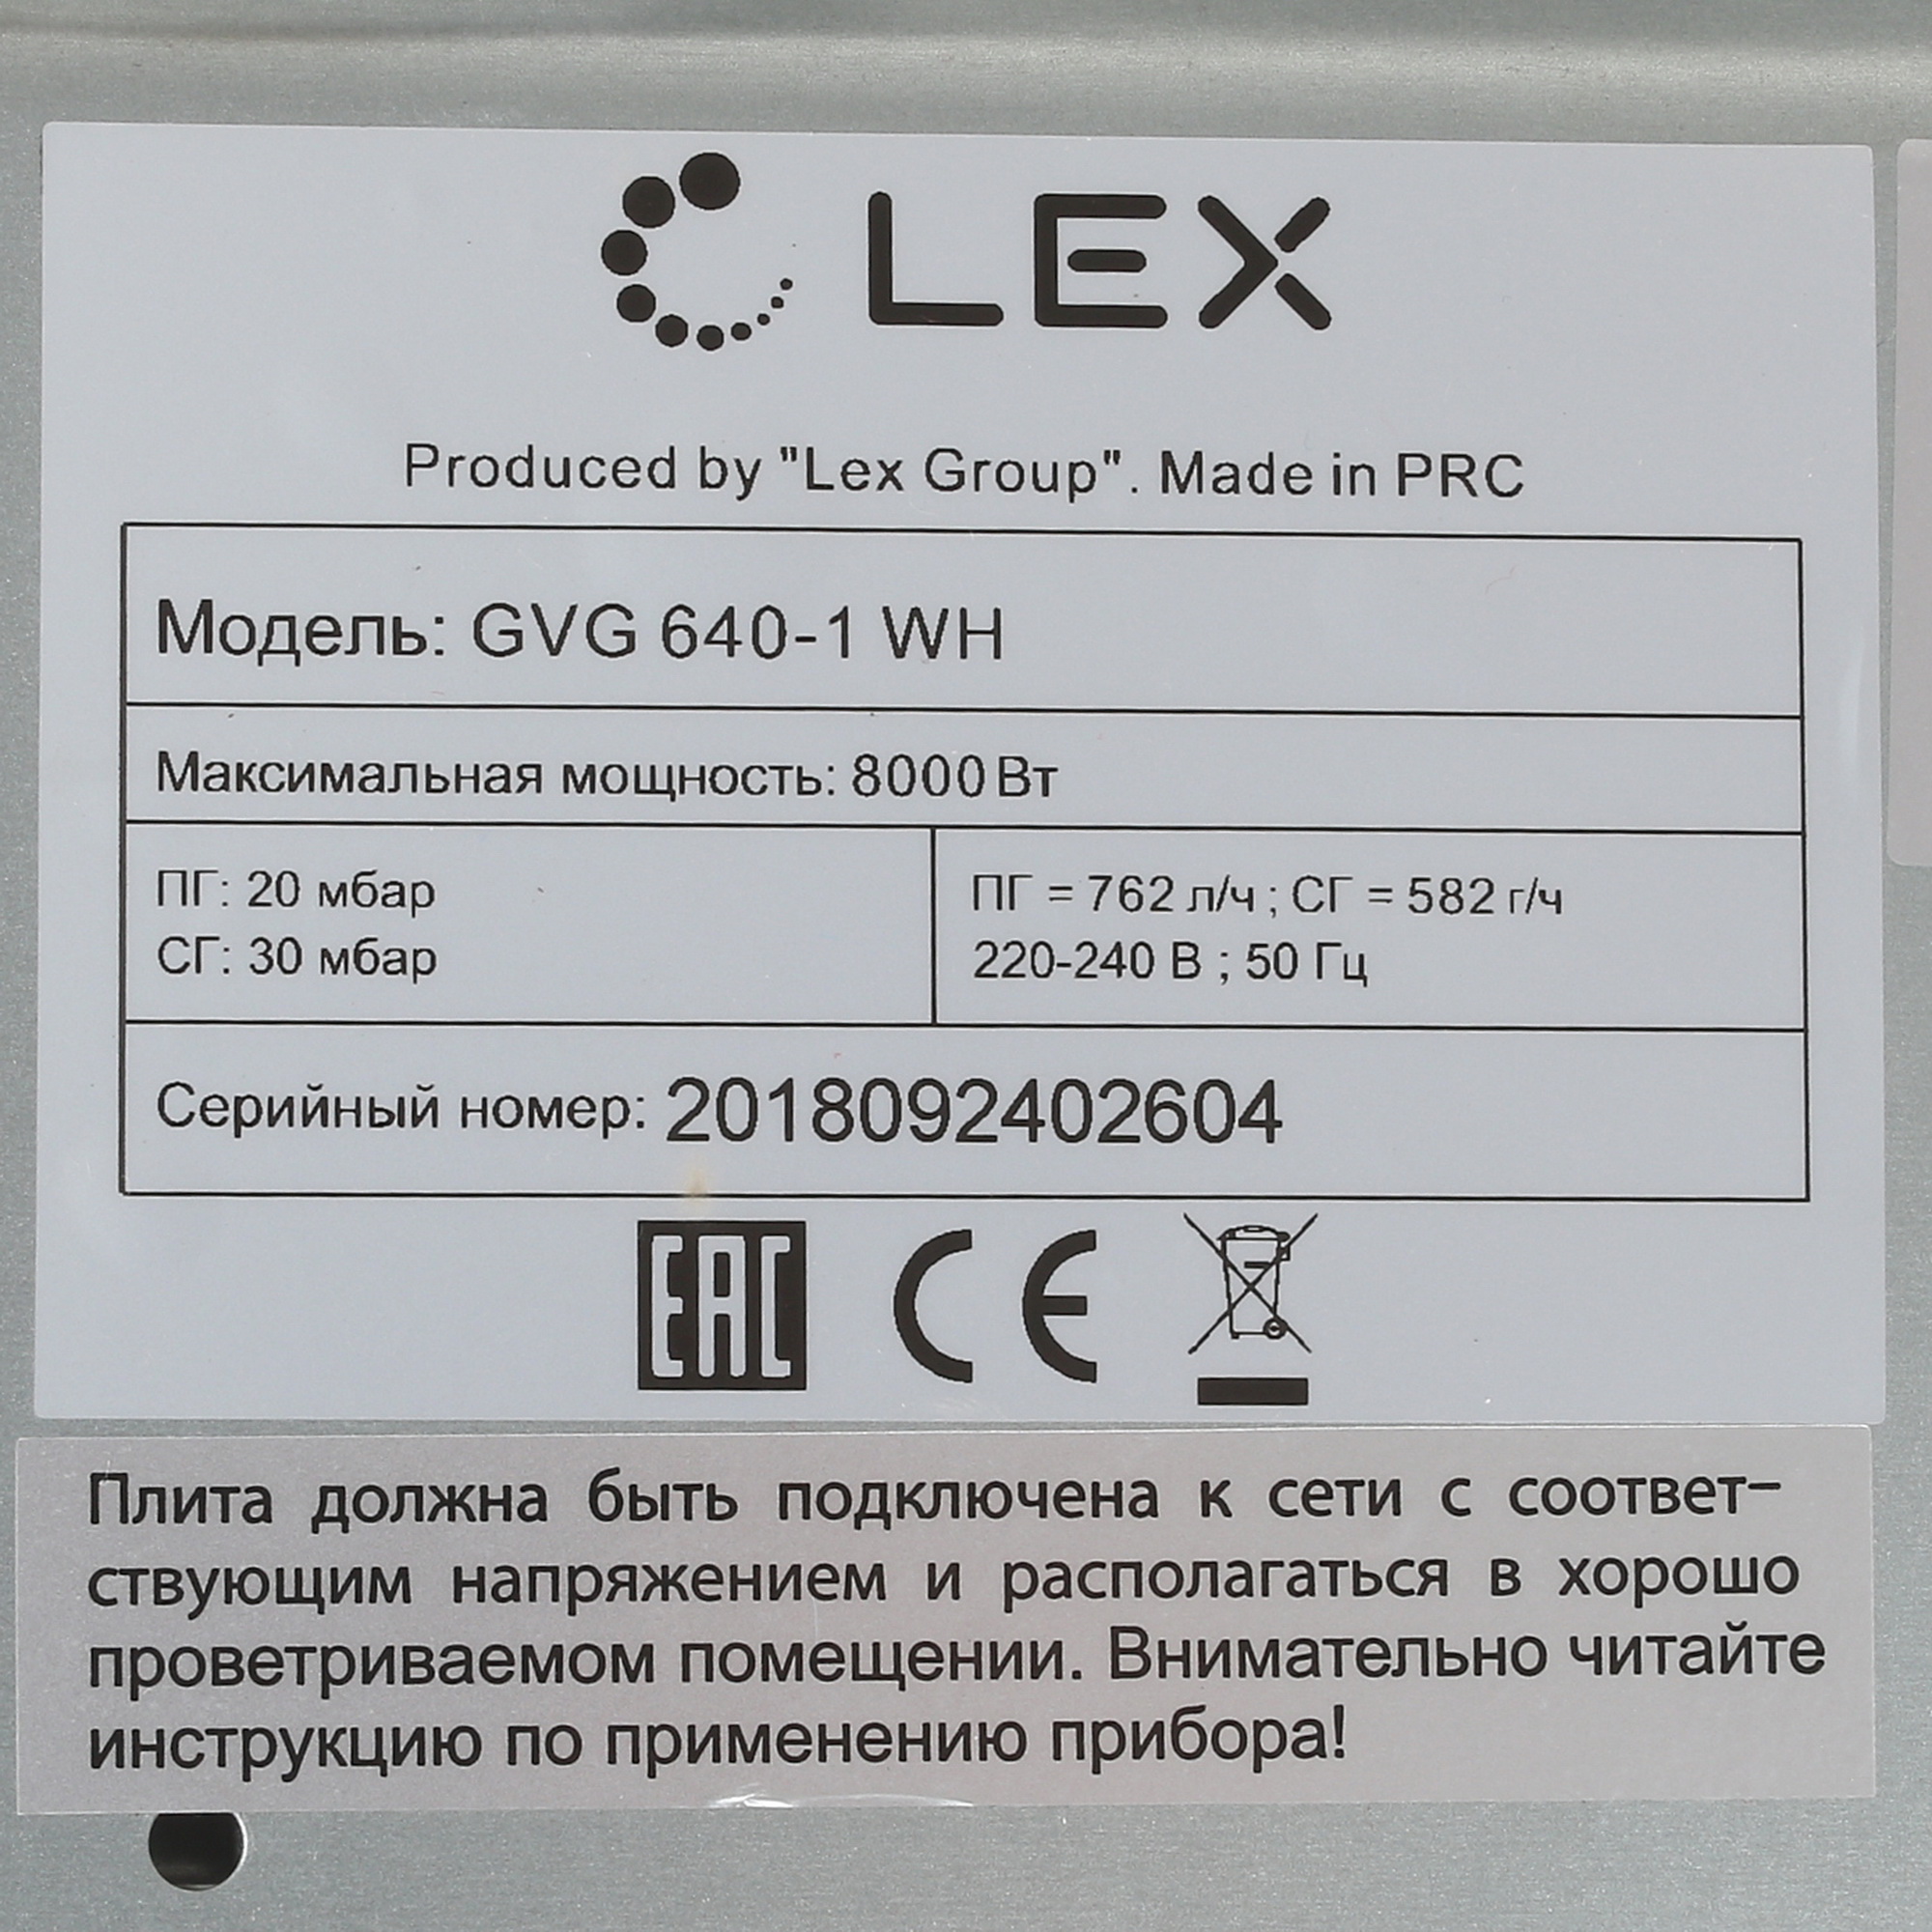 LEX
Produced by "Lex Group". Made in PRC
Модель: GVG 640-1 WH
Максимальная мощность: 8000 Вт
ПГ: 20 мбар
СГ: 30 мбар
ПГ = 762 л/ч ; СГ = 582 г/ч
220-240 В ; 50 Гц
Серийный номер: 2018092402604
EAC CE
Плита должна быть подключена к сети с соответ-
ствующим напряжением и располагаться в хорошо
проветриваемом помещении. Внимательно читайте
инструкцию по применению прибора!